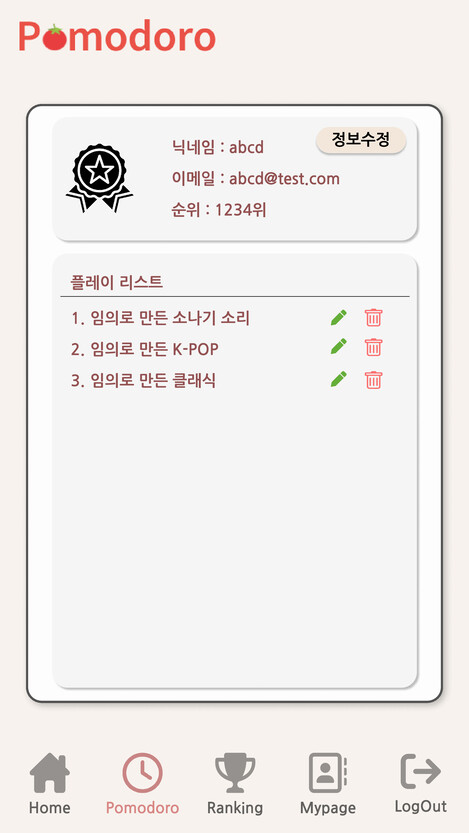 Pomodoro
정보수정
닉네임 : abcd
이메일 : abcd@test.com
순위 : 1234위
플레이 리스트
1. 임의로 만든 소나기 소리
2. 임의로 만든 K-POP
3. 임의로 만든 클래식
Home
Pomodoro
Ranking
Mypage
LogOut